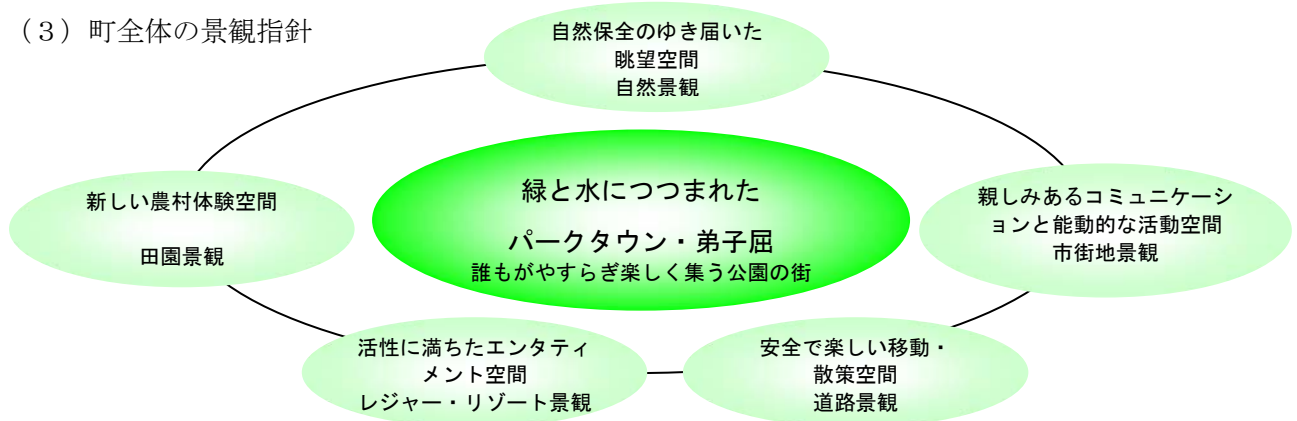 （３）町全体の景観指針
自然保全のゆき届いた
眺望空間
自然景観
新しい農村体験空間
田園景観
緑と水につつまれた
パークタウン・弟子屈
誰もがやすらぎ楽しく集う公園の街
親しみあるコミュニケーシ
ョンと能動的な活動空間
市街地景観
活性に満ちたエンタティ
メント空間
レジャー・リゾート景観
安全で楽しい移動・
散策空間
道路景観